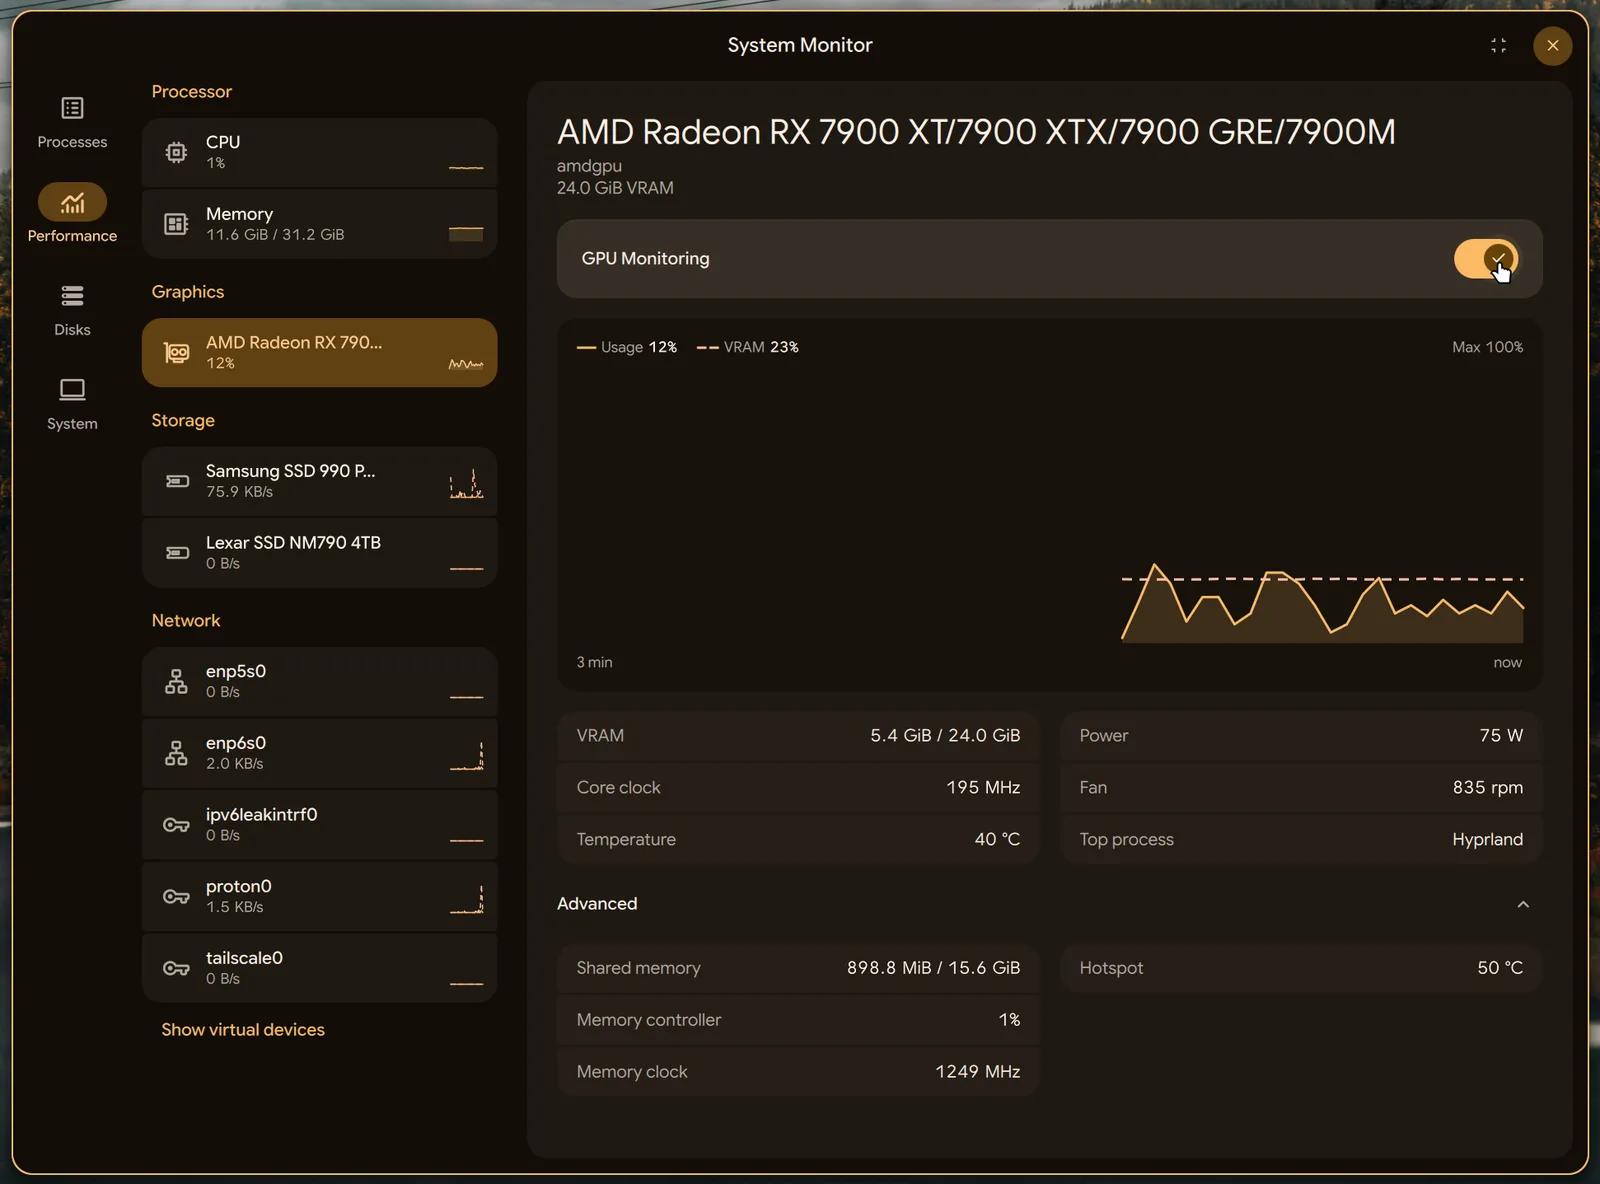 System Monitor
Processes
Performance
Disks
System
Processor
CPU
1%
Memory
11.6 GiB / 31.2 GiB
Graphics
AMD Radeon RX 790...
12%
Storage
Samsung SSD 990 P...
75.9 KB/s
Lexar SSD NM790 4TB
0 B/s
Network
enp5s0
0 B/s
enp6s0
2.0 KB/s
ipv6leakintrf0
0 B/s
proton0
1.5 KB/s
tailscale0
0 B/s
Show virtual devices
AMD Radeon RX 7900 XT/7900 XTX/7900 GRE/7900M
amdgpu
24.0 GiB VRAM
GPU Monitoring
Usage 12% VRAM 23% Max 100%
3 min now
VRAM 5.4 GiB / 24.0 GiB
Core clock 195 MHz
Temperature 40 °C
Power 75 W
Fan 835 rpm
Top process Hyprland
Advanced
Shared memory 898.8 MiB / 15.6 GiB
Memory controller 1%
Memory clock 1249 MHz
Hotspot 50 °C